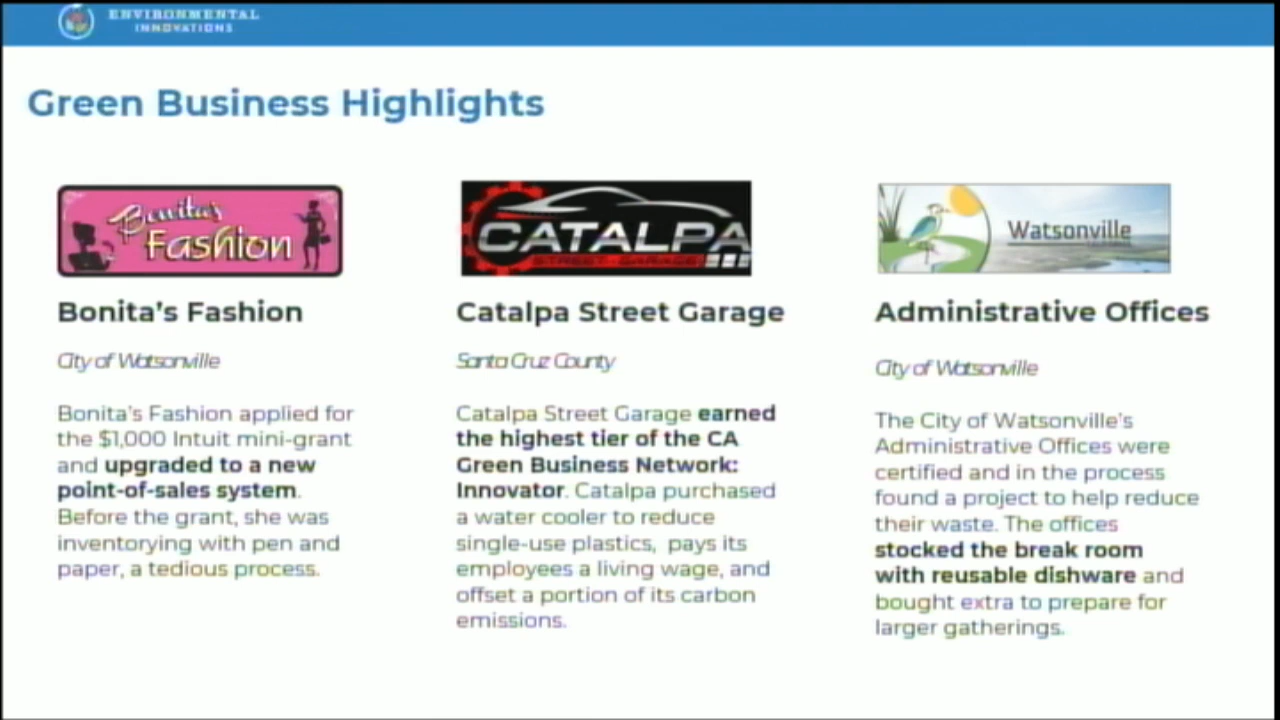 ENVIRONMENTAL
INNOVATIONS
Green Business Highlights
Bonita's
Fashion
Bonita's Fashion
City of Watsonville
Bonita's Fashion applied for
the $1,000 Intuit mini-grant
and upgraded to a new
point-of-sales system.
Before the grant, she was
inventorying with pen and
paper, a tedious process.
CATALPA
STREET GARAGE
Catalpa Street Garage
Santa Cruz County
Catalpa Street Garage earned
the highest tier of the CA
Green Business Network:
Innovator. Catalpa purchased
a water cooler to reduce
single-use plastics, pays its
employees a living wage, and
offset a portion of its carbon
emissions.
Watsonville
Administrative Offices
City of Watsonville
The City of Watsonville's
Administrative Offices were
certified and in the process
found a project to help reduce
their waste. The offices
stocked the break room
with reusable dishware and
bought extra to prepare for
larger gatherings.